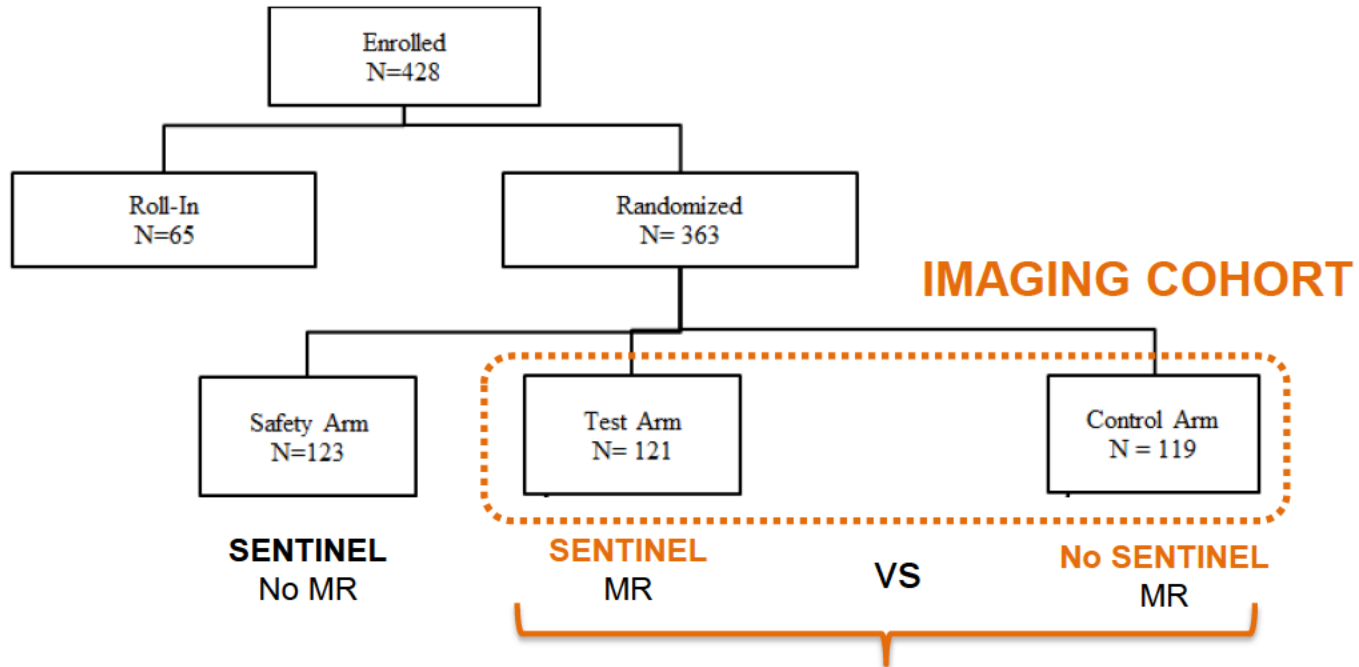 Enrolled
N=428
Roll-In
N=65
Randomized
N= 363
IMAGING COHORT
Safety Arm
N=123
Test Arm
N= 121
Control Arm
N = 119
SENTINEL
No MR
SENTINEL
MR
VS
No SENTINEL
MR